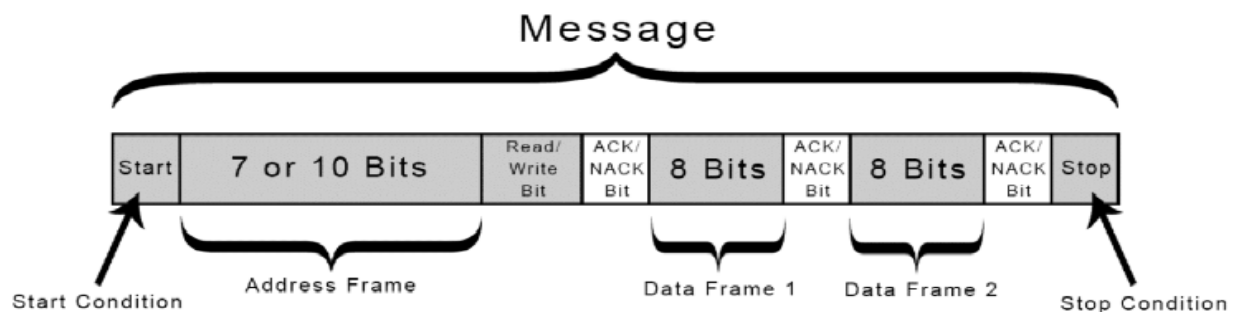 Message
Start
7 or 10 Bits
Read/
Write
Bit
ACK/
NACK
Bit
8 Bits
ACK/
NACK
Bit
8 Bits
ACK/
NACK
Bit
Stop
Start Condition
Address Frame
Data Frame 1
Data Frame 2
Stop Condition